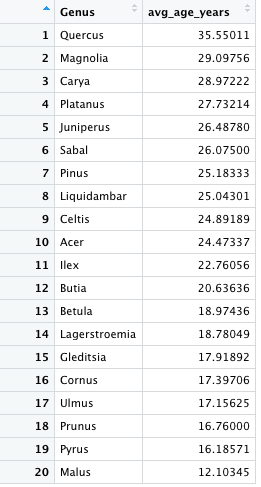 Genus avg_age_years
1 Quercus 35.55011
2 Magnolia 29.09756
3 Carya 28.97222
4 Platanus 27.73214
5 Juniperus 26.48780
6 Sabal 26.07500
7 Pinus 25.18333
8 Liquidambar 25.04301
9 Celtis 24.89189
10 Acer 24.47337
11 Ilex 22.76056
12 Butia 20.63636
13 Betula 18.97436
14 Lagerstroemia 18.78049
15 Gleditsia 17.91892
16 Cornus 17.39706
17 Ulmus 17.15625
18 Prunus 16.76000
19 Pyrus 16.18571
20 Malus 12.10345